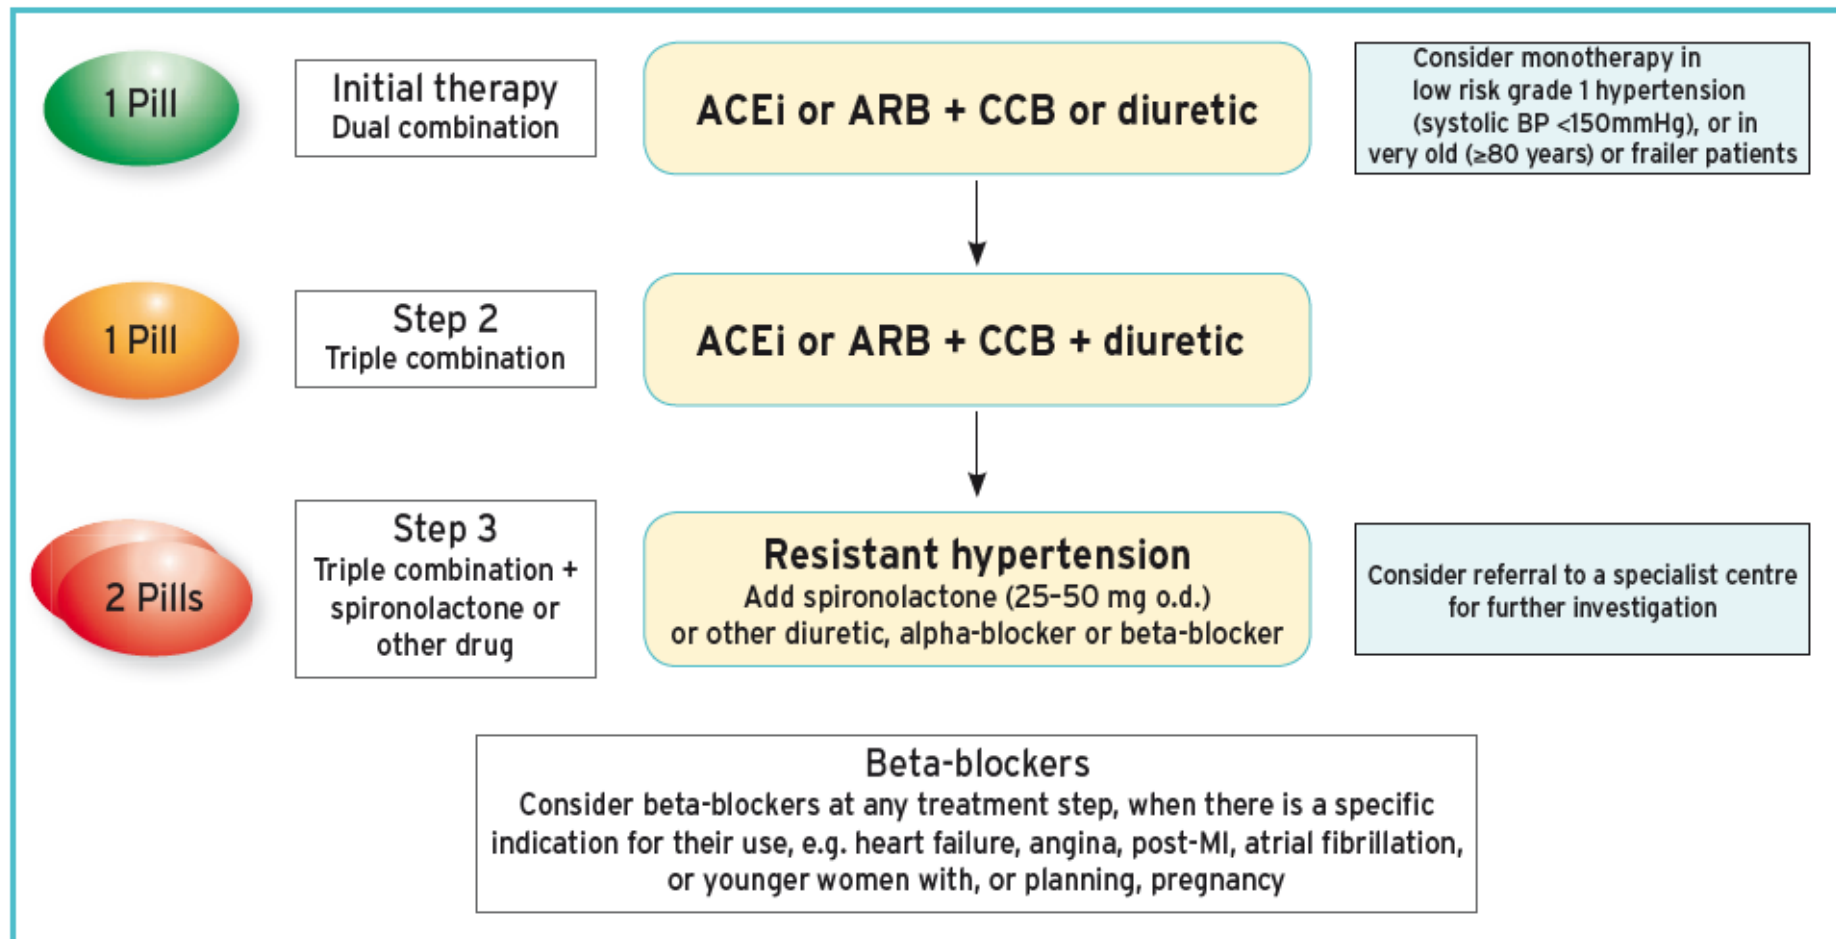 1 Pill
Initial therapy
Dual combination
ACEi or ARB + CCB or diuretic
Consider monotherapy in
low risk grade 1 hypertension
(systolic BP <150mmHg), or in
very old (≥80 years) or frailer patients
1 Pill
Step 2
Triple combination
ACEi or ARB + CCB + diuretic
2 Pills
Step 3
Triple combination +
spironolactone or
other drug
Resistant hypertension
Add spironolactone (25–50 mg o.d.)
or other diuretic, alpha-blocker or beta-blocker
Consider referral to a specialist centre
for further investigation
Beta-blockers
Consider beta-blockers at any treatment step, when there is a specific
indication for their use, e.g. heart failure, angina, post-MI, atrial fibrillation,
or younger women with, or planning, pregnancy